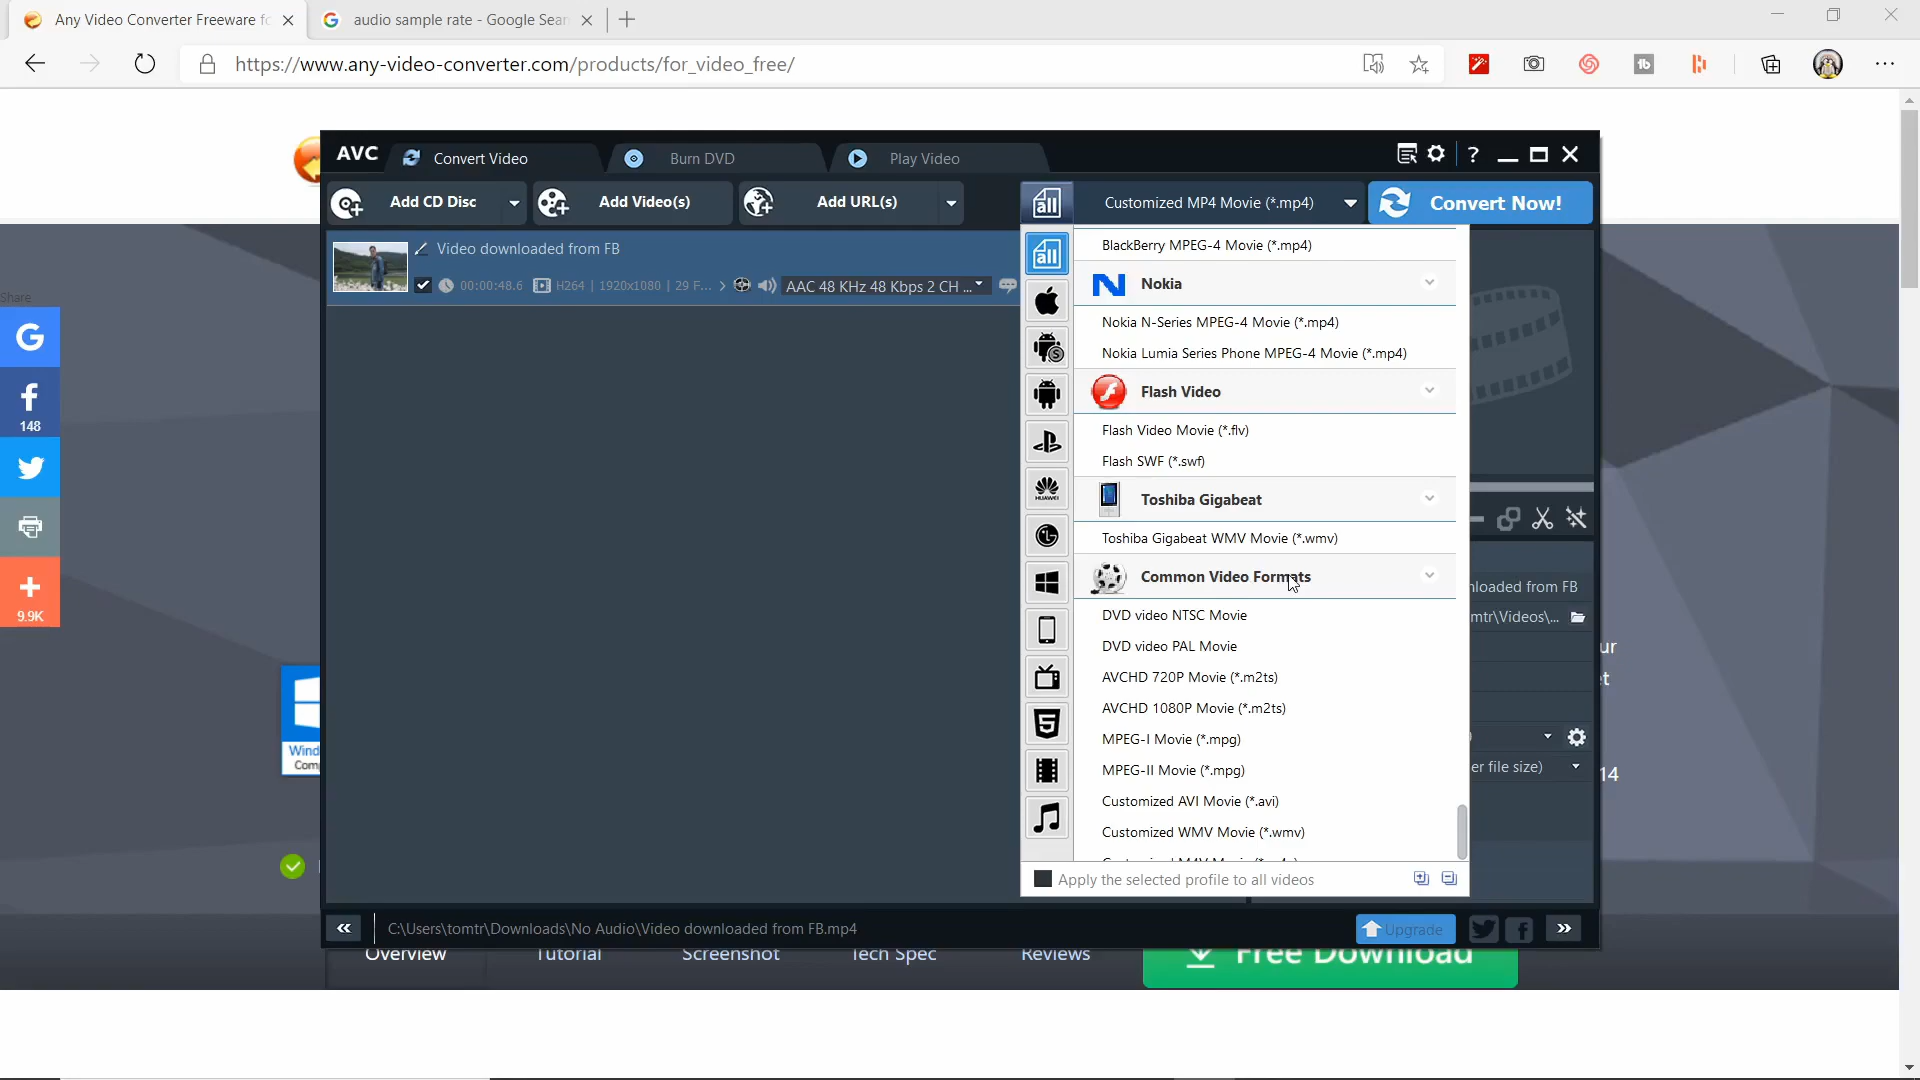 Any Video Converter Freeware fo
audio sample rate - Google Sear
https://www.any-video-converter.com/products/for_video_free/
AVC
Convert Video
Burn DVD
Play Video
Add CD Disc
Add Video(s)
Add URL(s)
all
Customized MP4 Movie (*.mp4)
Convert Now!
Video downloaded from FB
00:00:48.6
H264 | 1920x1080 | 29 F...
AAC 48 KHz 48 Kbps 2 CH ...
all
BlackBerry MPEG-4 Movie (*.mp4)
Nokia
Nokia N-Series MPEG-4 Movie (*.mp4)
Nokia Lumia Series Phone MPEG-4 Movie (*.mp4)
Flash Video
Flash Video Movie (*.flv)
Flash SWF (*.swf)
Toshiba Gigabeat
Toshiba Gigabeat WMV Movie (*.wmv)
Common Video Formats
DVD video NTSC Movie
DVD video PAL Movie
AVCHD 720P Movie (*.m2ts)
AVCHD 1080P Movie (*.m2ts)
MPEG-I Movie (*.mpg)
MPEG-II Movie (*.mpg)
Customized AVI Movie (*.avi)
Customized WMV Movie (*.wmv)
Apply the selected profile to all videos
HUAWEI
nloaded from FB
mtr\Videos\...
er file size)
ur
et
14
Share
148
9.9K
Wind
Com
C:\Users\tomtr\Downloads\No Audio\Video downloaded from FB.mp4
Upgrade
Overview
Tutorial
Screenshot
Tech Spec
Reviews
Free Download